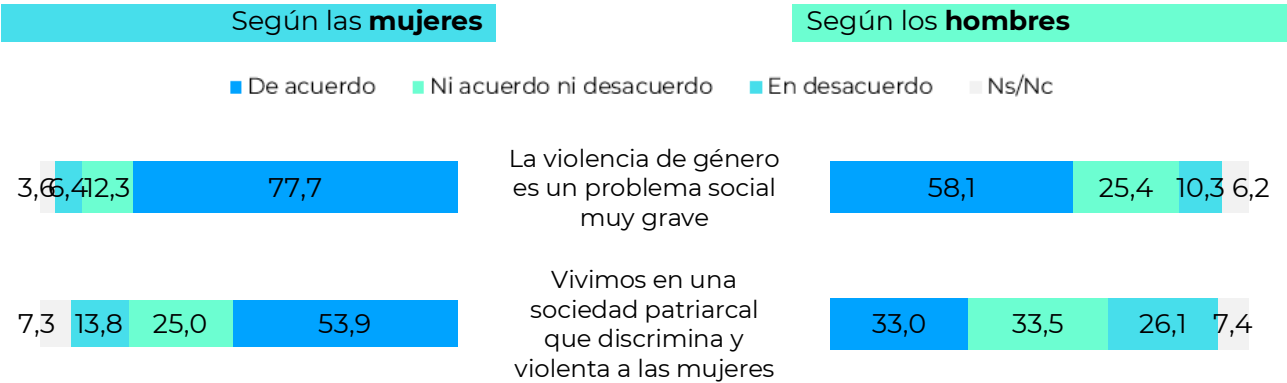 Según las mujeres
Según los hombres
De acuerdo Ni acuerdo ni desacuerdo En desacuerdo Ns/Nc
3,6 6,4 12,3 77,7
La violencia de género
es un problema social
muy grave
58,1 25,4 10,3 6,2
7,3 13,8 25,0 53,9
Vivimos en una
sociedad patriarcal
que discrimina y
violenta a las mujeres
33,0 33,5 26,1 7,4